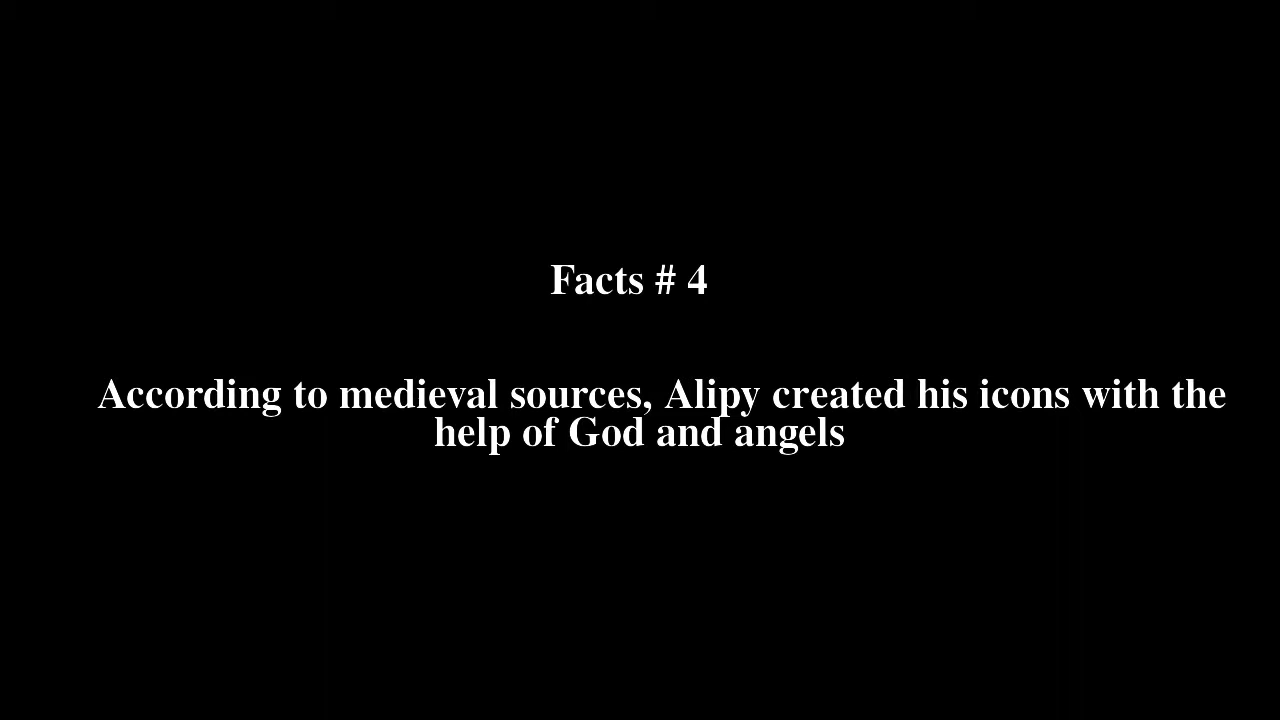 Facts # 4
According to medieval sources, Alipy created his icons with the
help of God and angels